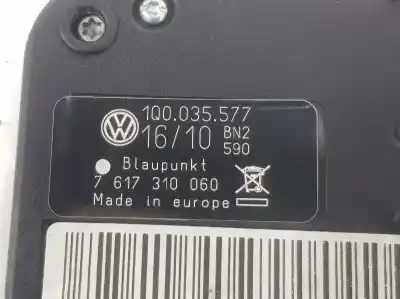 1Q0.035.577
16/10 BN2
590
Blaupunkt
7 617 310 060
Made in europe